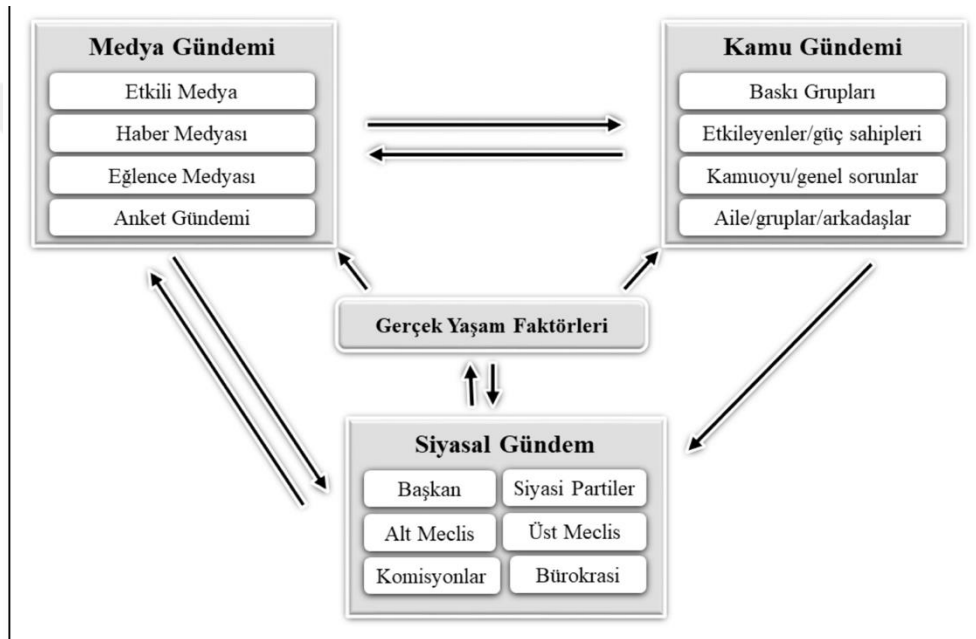 Medya Gündemi
Etkili Medya
Haber Medyası
Eğlence Medyası
Anket Gündemi
Kamu Gündemi
Baskı Grupları
Etkileyenler/güç sahipleri
Kamuoyu/genel sorunlar
Aile/gruplar/arkadaşlar
Gerçek Yaşam Faktörleri
Siyasal Gündem
Başkan
Siyasi Partiler
Alt Meclis
Üst Meclis
Komisyonlar
Bürokrasi